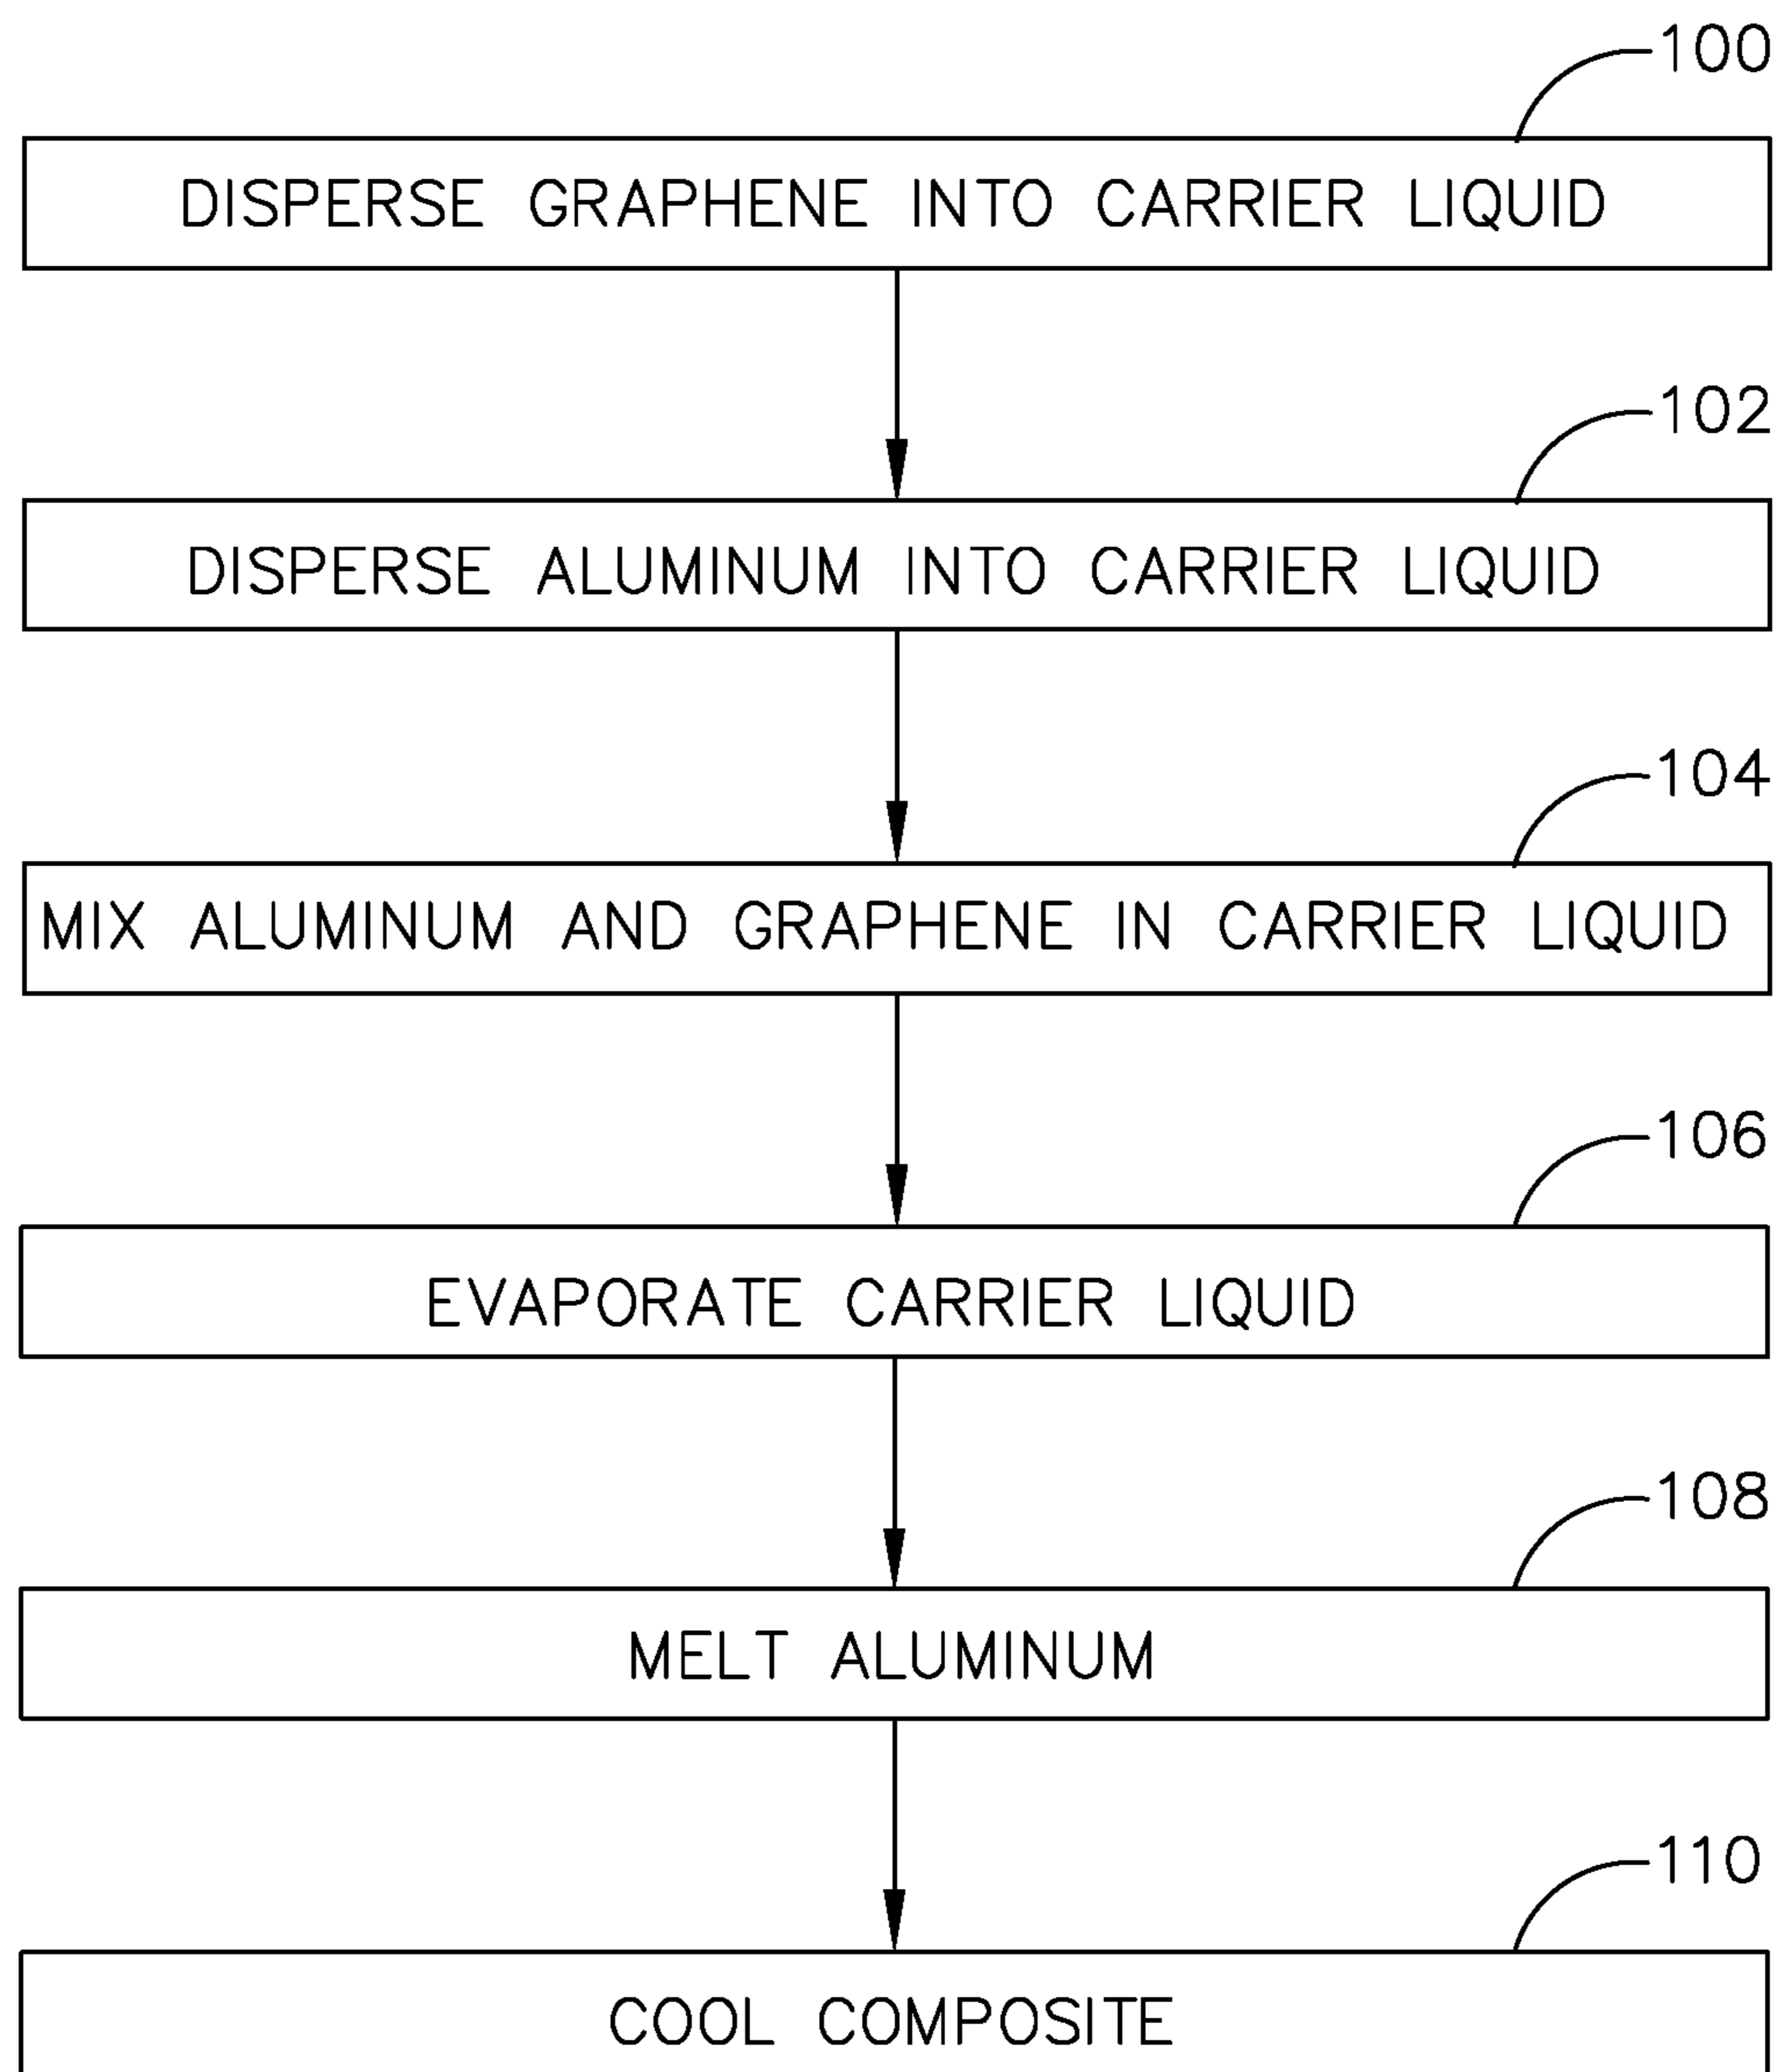 100
DISPERSE GRAPHENE INTO CARRIER LIQUID
102
DISPERSE ALUMINUM INTO CARRIER LIQUID
104
MIX ALUMINUM AND GRAPHENE IN CARRIER LIQUID
106
EVAPORATE CARRIER LIQUID
108
MELT ALUMINUM
110
COOL COMPOSITE